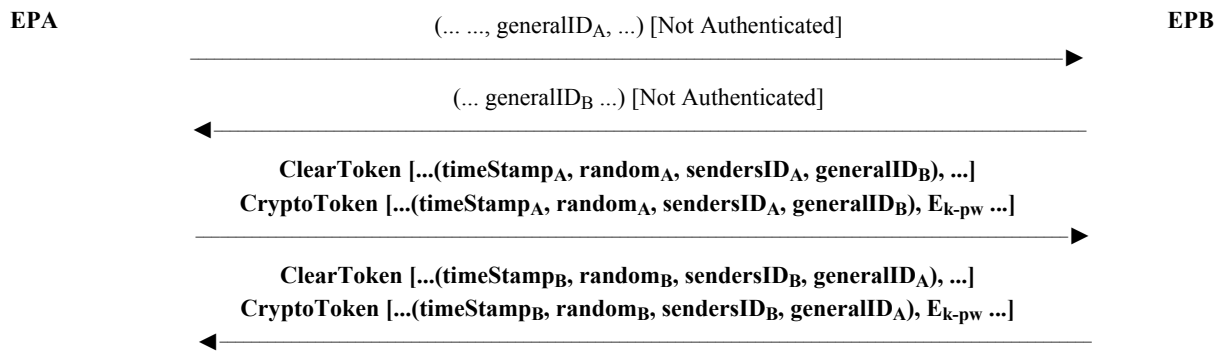 EPA (... ..., generalIDA, ...) [Not Authenticated] EPB
(... generalIDB ...) [Not Authenticated]
ClearToken [...(timeStampA, randomA, sendersIDA, generalIDB), ...]
CryptoToken [...(timeStampA, randomA, sendersIDA, generalIDB), Ek-pw ...]
ClearToken [...(timeStampB, randomB, sendersIDB, generalIDA), ...]
CryptoToken [...(timeStampB, randomB, sendersIDB, generalIDA), Ek-pw ...]